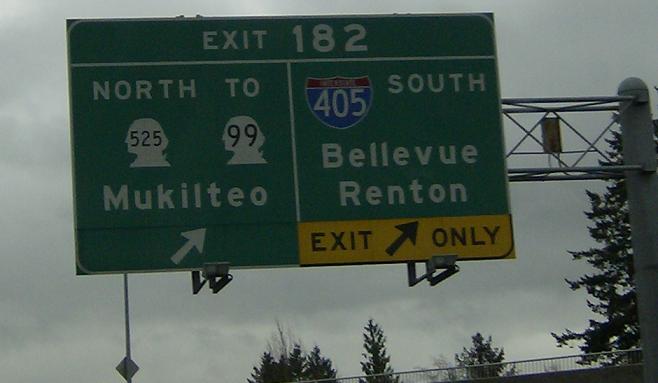 EXIT 182
NORTH TO
525 99
Mukilteo
INTERSTATE
405 SOUTH
Bellevue
Renton
EXIT ONLY